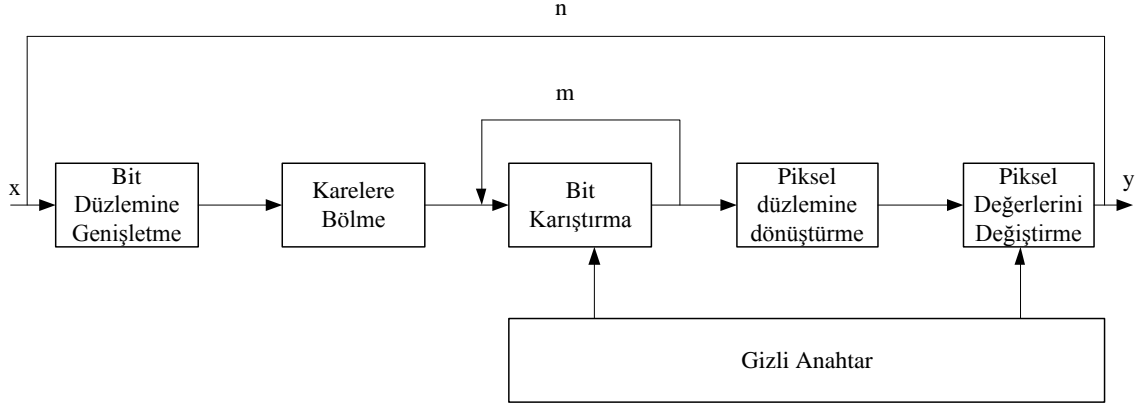 n
m
x
Bit
Düzlemine
Genişletme
Karelere
Bölme
Bit
Karıştırma
Piksel
düzlemine
dönüştürme
Piksel
Değerlerini
Değiştirme
y
Gizli Anahtar